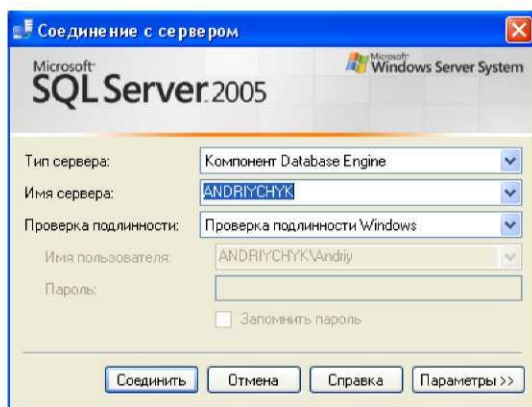 Соединение с сервером
Microsoft
SQL Server 2005
Microsoft
Windows Server System
Тип сервера: Компонент Database Engine
Имя сервера: ANDRIYCHYK
Проверка подлинности: Проверка подлинности Windows
Имя пользователя: ANDRIYCHYK\Andriy
Пароль:
Запомнить пароль
Соединить Отмена Справка Параметры >>